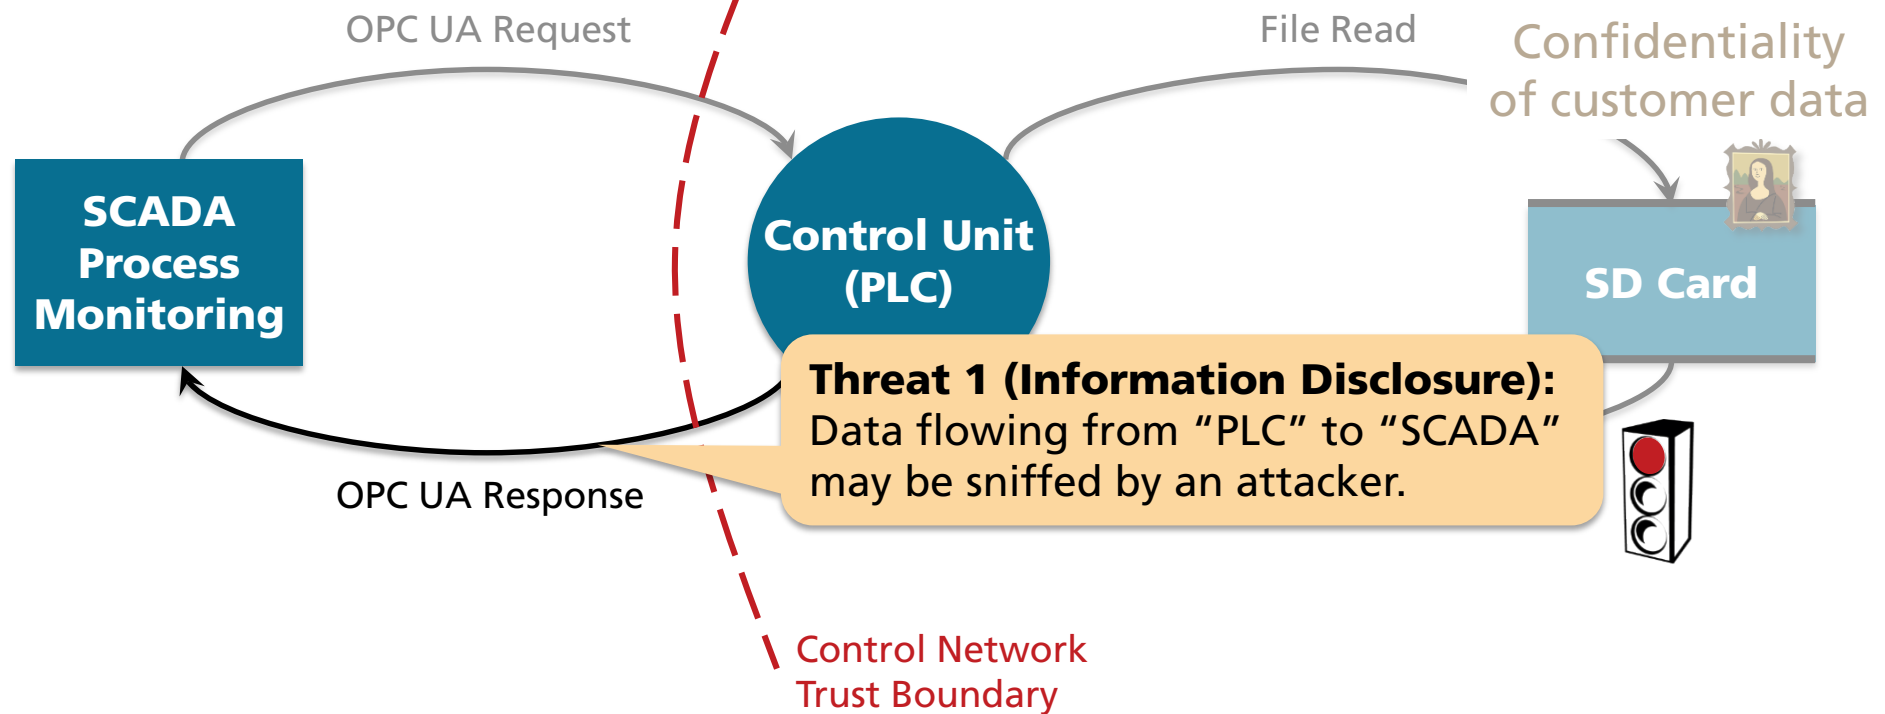 OPC UA Request
File Read
Confidentiality
of customer data
SCADA
Process
Monitoring
Control Unit
(PLC)
SD Card
Threat 1 (Information Disclosure):
Data flowing from “PLC” to “SCADA”
may be sniffed by an attacker.
OPC UA Response
Control Network
Trust Boundary